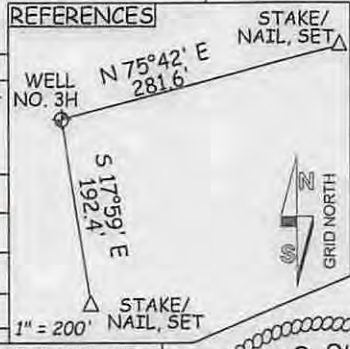 REFERENCES
STAKE/
NAIL, SET
N 75°42' E
281.6'
WELL
NO. 3H
S 17°59' E
192.4'
N
S
GRID NORTH
STAKE/
NAIL, SET
1" = 200'